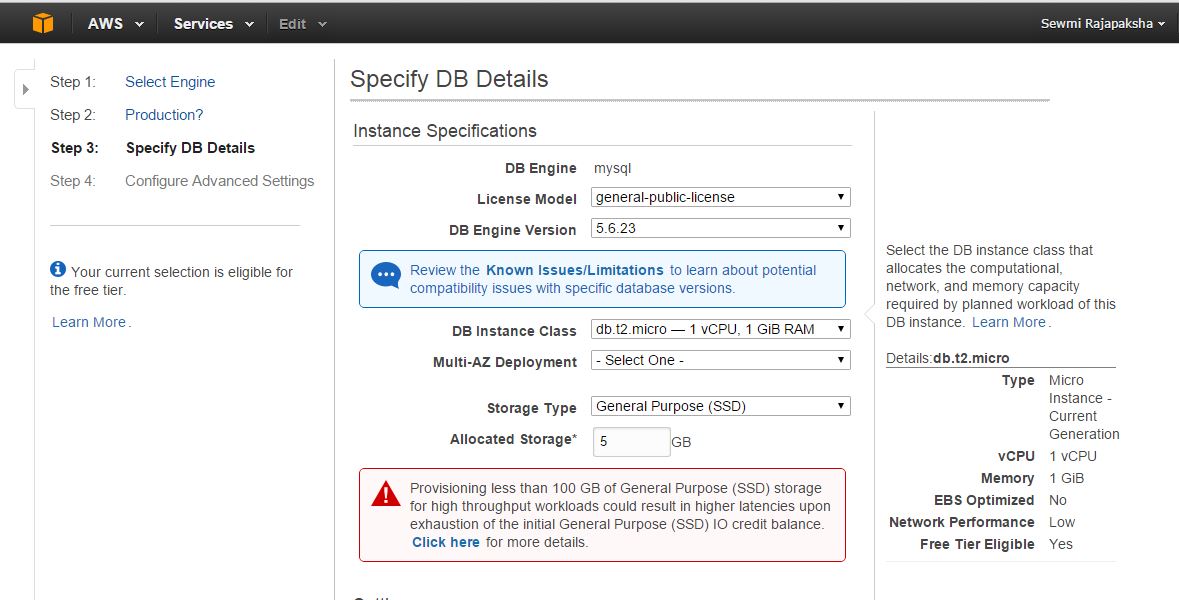 AWS Services Edit Sewmi Rajapaksha
Step 1: Select Engine
Step 2: Production?
Step 3: Specify DB Details
Step 4: Configure Advanced Settings
Your current selection is eligible for
the free tier.
Learn More.
Specify DB Details
Instance Specifications
DB Engine mysql
License Model general-public-license
DB Engine Version 5.6.23
Review the Known Issues/Limitations to learn about potential
compatibility issues with specific database versions.
DB Instance Class db.t2.micro — 1 vCPU, 1 GiB RAM
Multi-AZ Deployment - Select One -
Storage Type General Purpose (SSD)
Allocated Storage* 5 GB
Provisioning less than 100 GB of General Purpose (SSD) storage
for high throughput workloads could result in higher latencies upon
exhaustion of the initial General Purpose (SSD) IO credit balance.
Click here for more details.
Select the DB instance class that
allocates the computational,
network, and memory capacity
required by planned workload of this
DB instance. Learn More.
Details:db.t2.micro
Type Micro
Instance -
Current
Generation
vCPU 1 vCPU
Memory 1 GiB
EBS Optimized No
Network Performance Low
Free Tier Eligible Yes